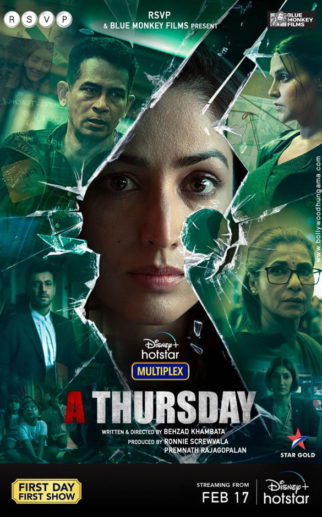 RSVP
BLUE
MONKEY
FILMS
RSVP
& BLUE MONKEY FILMS PRESENT
www.bollywoodhungama.com
Disney+
hotstar
MULTIPLEX
A THURSDAY
WRITTEN & DIRECTED BY BEHZAD KHAMBATA
PRODUCED BY RONNIE SCREWVALA
PREMNATH RAJAGOPALAN
STAR GOLD
FIRST DAY
FIRST SHOW
STREAMING FROM
FEB 17
Disney+
hotstar